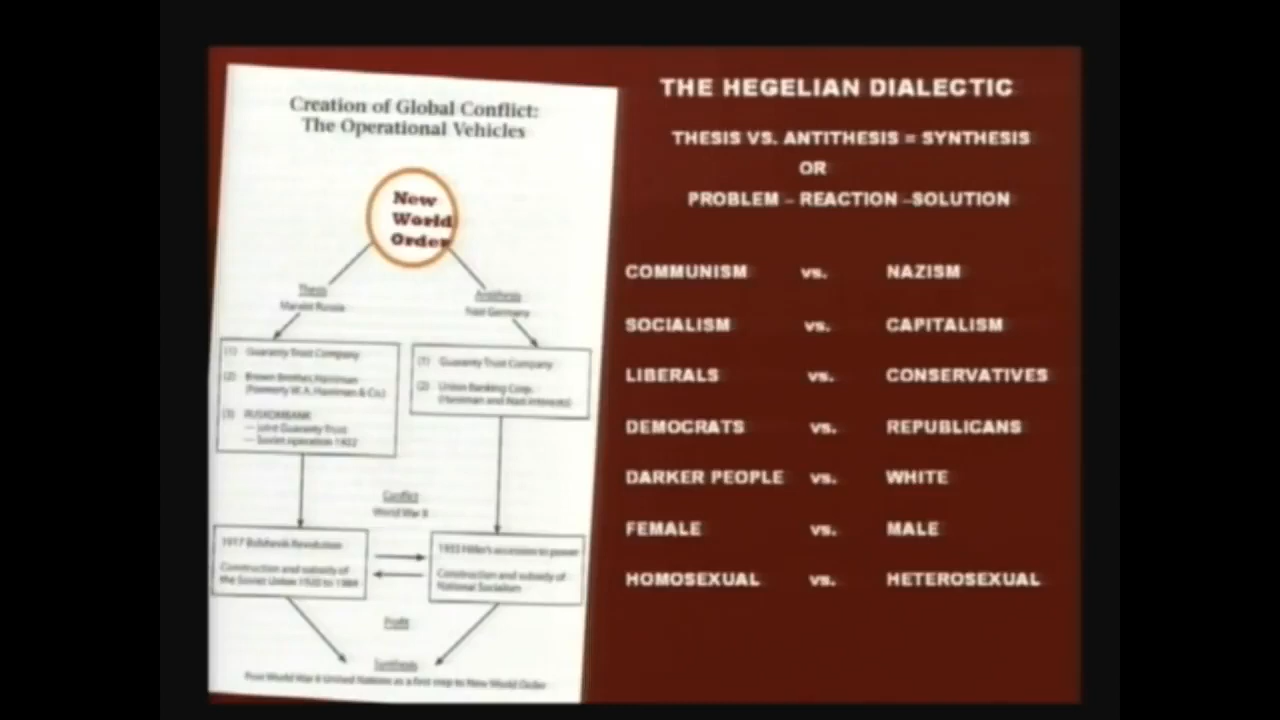 Creation of Global Conflict:
The Operational Vehicles
New
World
Order
Thesis
Marxist Russia
Antithesis
Nazi Germany
(1) Guaranty Trust Company
(2) Brown Brothers, Harriman
(Formerly W.A. Harriman & Co.)
(3) RUSKOMBANK
— Joint Guaranty Trust
— Soviet operation 1922
(1) Guaranty Trust Company
(2) Union Banking Corp.
(Harriman and Nazi interests)
Conflict
World War II
1917 Bolshevik Revolution
Construction and subsidy of
the Soviet Union 1920 to 1984
1933 Hitler's accession to power
Construction and subsidy of
National Socialism
Profit
Synthesis
Post World War II United Nations as a first step to New World Order
THE HEGELIAN DIALECTIC
THESIS VS. ANTITHESIS = SYNTHESIS
OR
PROBLEM – REACTION –SOLUTION
COMMUNISM vs. NAZISM
SOCIALISM vs. CAPITALISM
LIBERALS vs. CONSERVATIVES
DEMOCRATS vs. REPUBLICANS
DARKER PEOPLE vs. WHITE
FEMALE vs. MALE
HOMOSEXUAL vs. HETEROSEXUAL